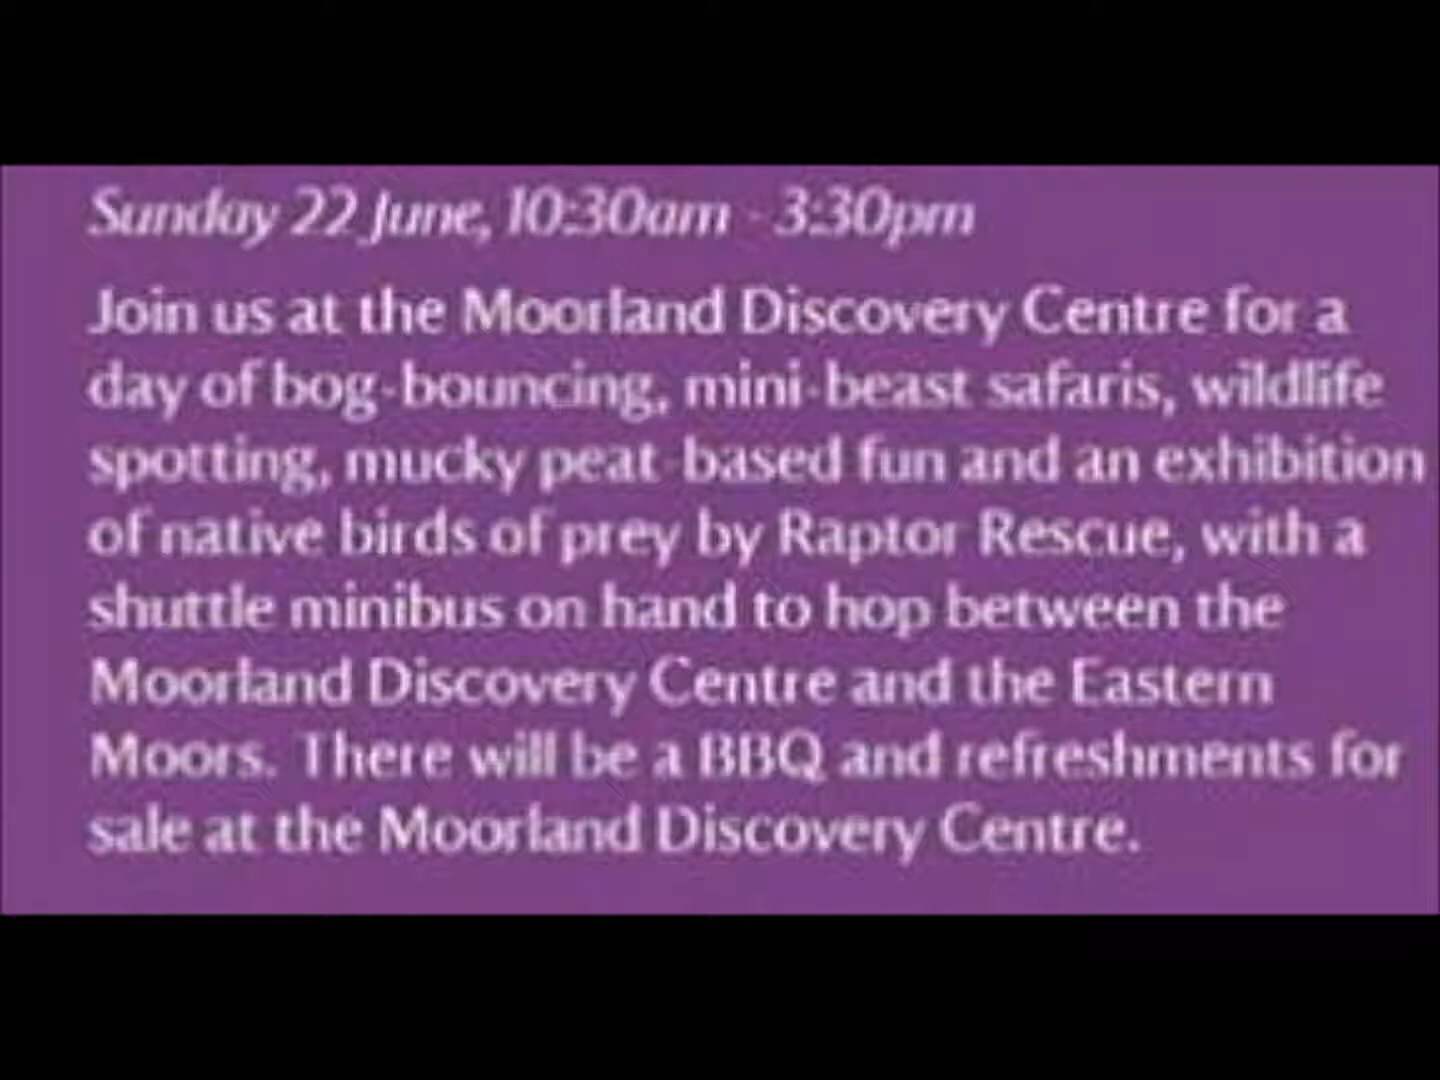 Sunday 22 June, 10:30am - 3:30pm
Join us at the Moorland Discovery Centre for a
day of bog-bouncing, mini-beast safaris, wildlife
spotting, mucky peat-based fun and an exhibition
of native birds of prey by Raptor Rescue, with a
shuttle minibus on hand to hop between the
Moorland Discovery Centre and the Eastern
Moors. There will be a BBQ and refreshments for
sale at the Moorland Discovery Centre.